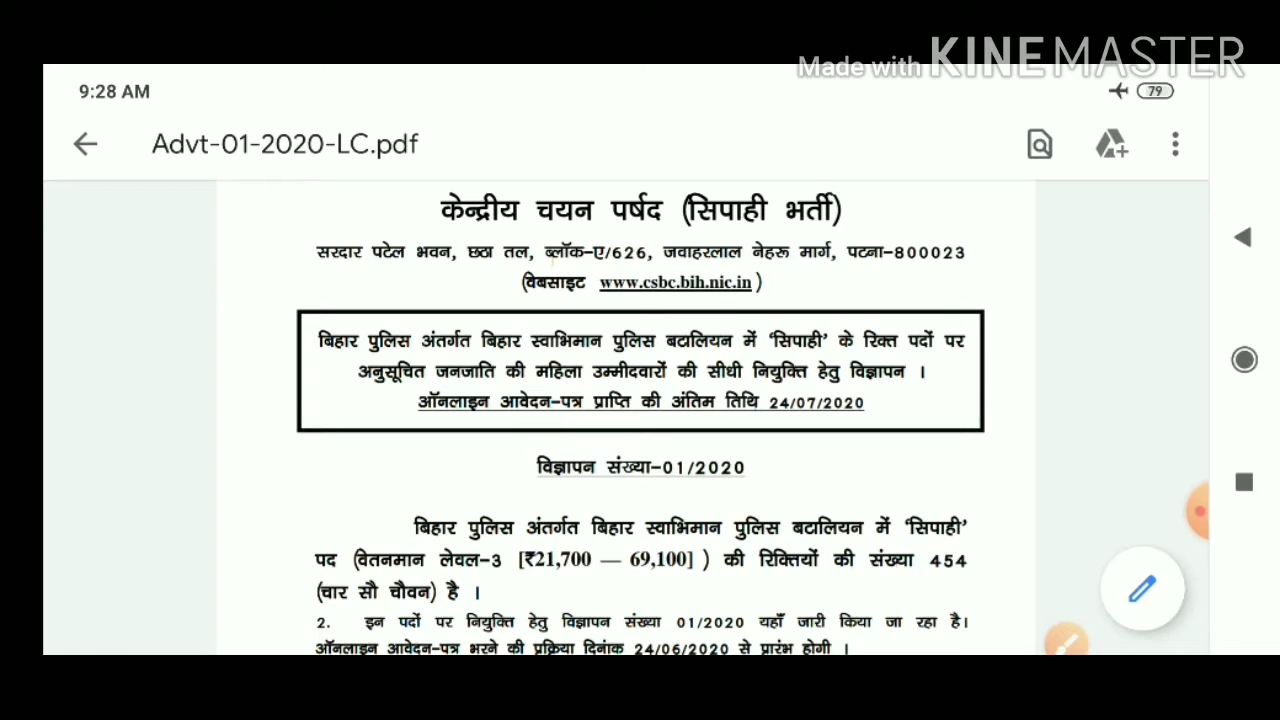 Made with KINEMASTER
9:28 AM 79
Advt-01-2020-LC.pdf
केन्द्रीय चयन पर्षद (सिपाही भर्ती)
सरदार पटेल भवन, छठा तल, ब्लॉक-ए/626, जवाहरलाल नेहरू मार्ग, पटना-800023
(वेबसाइट www.csbc.bih.nic.in)
बिहार पुलिस अंतर्गत बिहार स्वाभिमान पुलिस बटालियन में 'सिपाही' के रिक्त पदों पर
अनुसूचित जनजाति की महिला उम्मीदवारों की सीधी नियुक्ति हेतु विज्ञापन ।
ऑनलाइन आवेदन-पत्र प्राप्ति की अंतिम तिथि 24/07/2020
विज्ञापन संख्या-01/2020
बिहार पुलिस अंतर्गत बिहार स्वाभिमान पुलिस बटालियन में 'सिपाही'
पद (वेतनमान लेवल-3 [₹21,700 — 69,100] ) की रिक्तियों की संख्या 454
(चार सौ चौवन) है ।
2. इन पदों पर नियुक्ति हेतु विज्ञापन संख्या 01/2020 यहाँ जारी किया जा रहा है।
ऑनलाइन आवेदन-पत्र भरने की प्रक्रिया दिनांक 24/06/2020 से प्रारंभ होगी ।